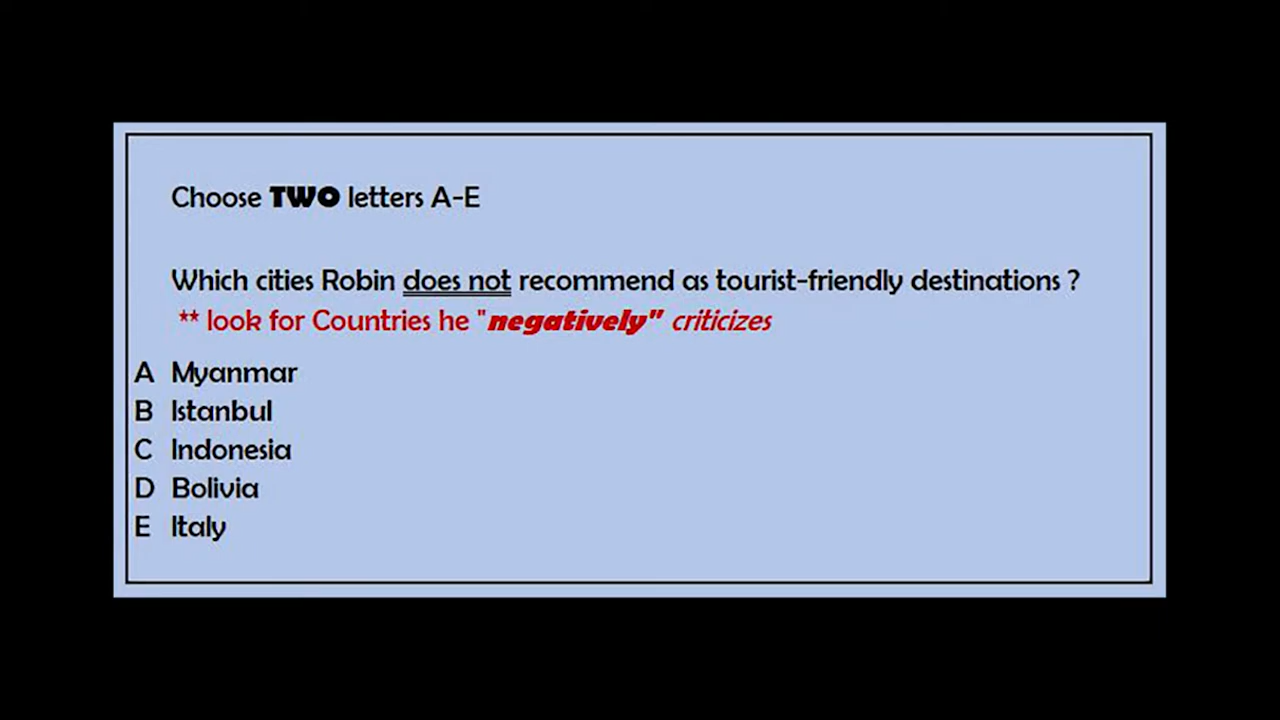 Choose TWO letters A-E
Which cities Robin does not recommend as tourist-friendly destinations ?
** look for Countries he "negatively" criticizes
A Myanmar
B Istanbul
C Indonesia
D Bolivia
E Italy